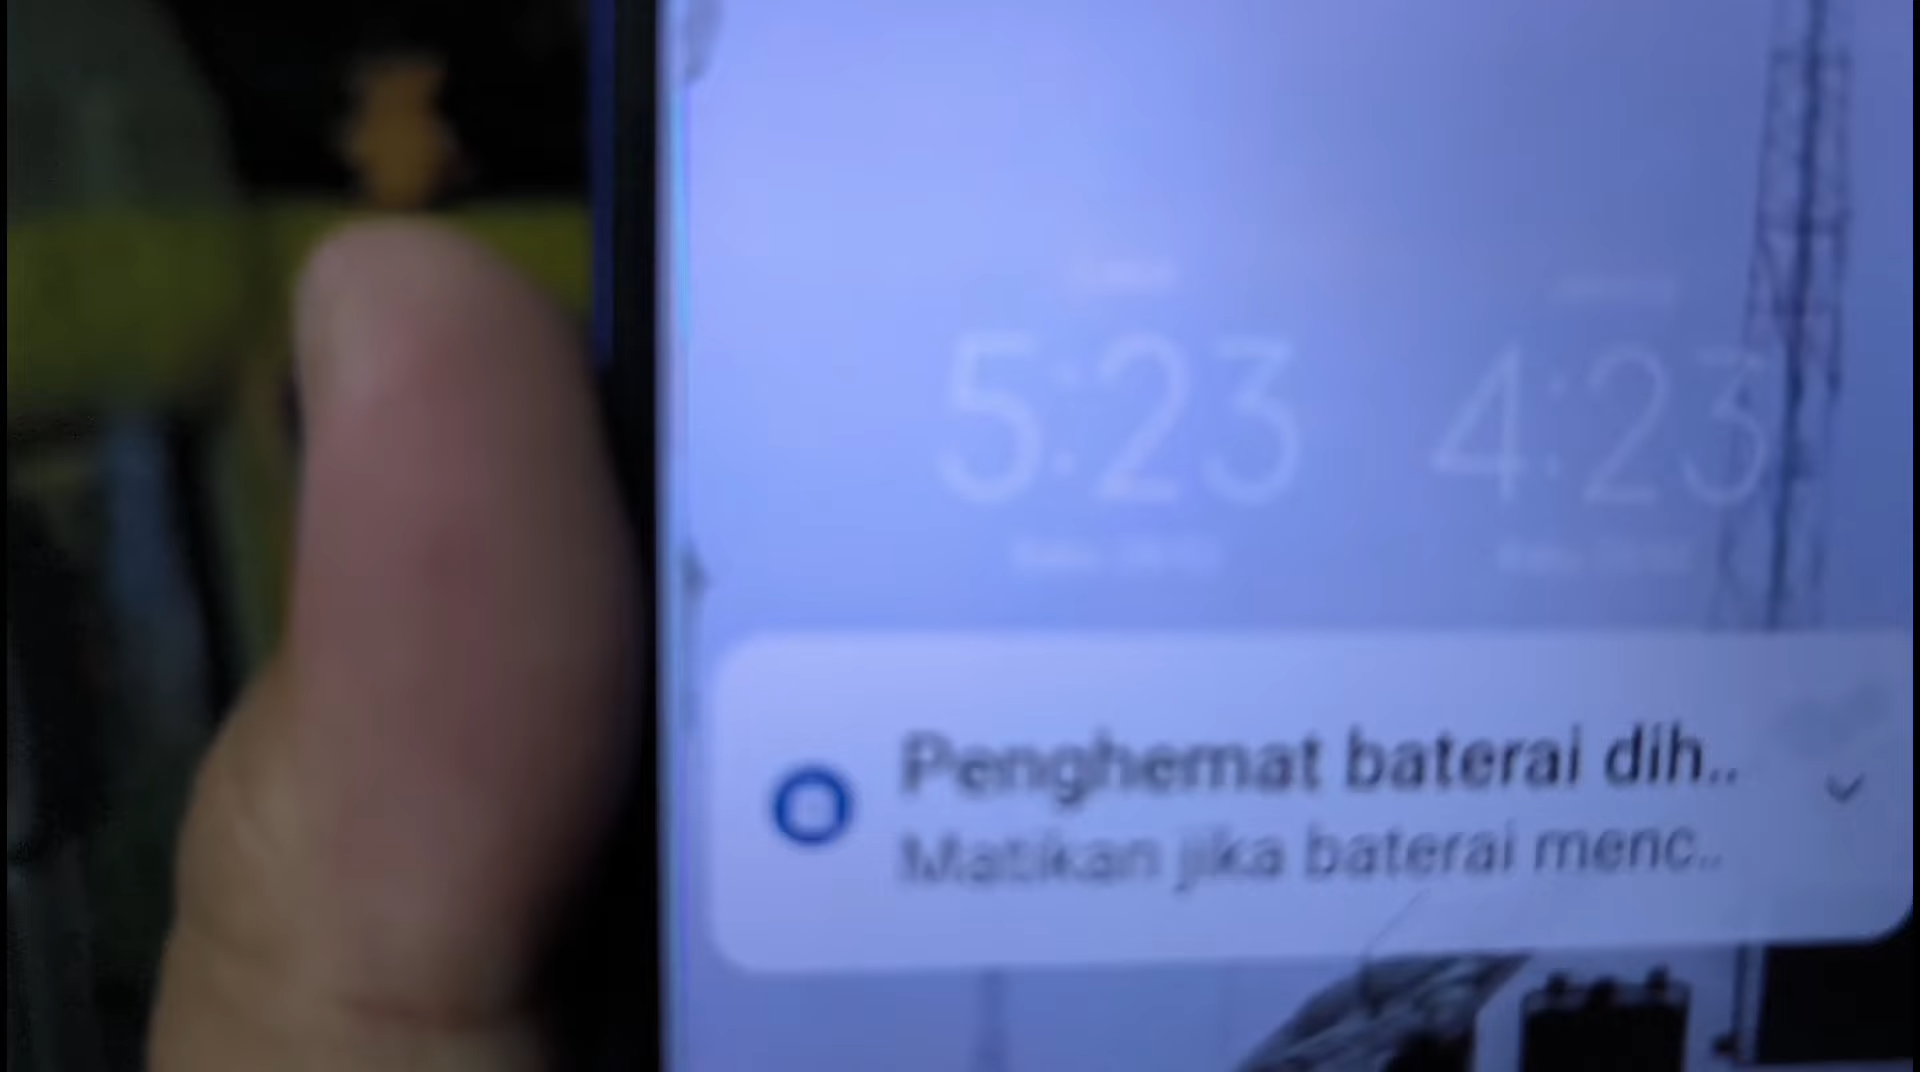 5:23 4:23
Penghemat baterai dih..
Matikan jika baterai menc..